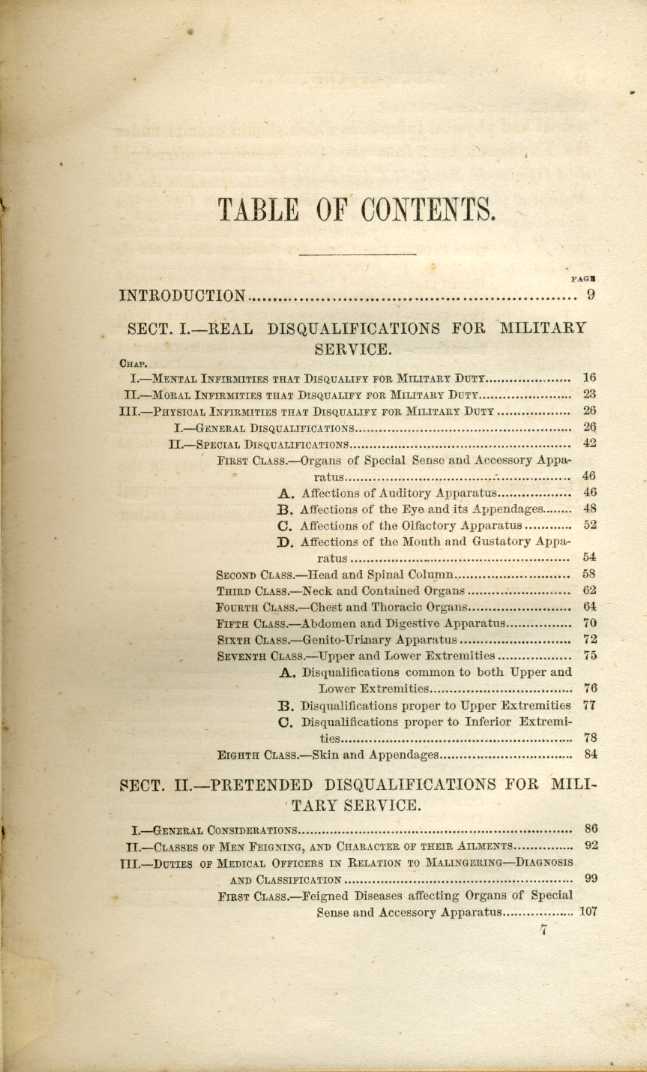 TABLE OF CONTENTS.
PAGE
INTRODUCTION........................................................ 9
SECT. I.—REAL DISQUALIFICATIONS FOR MILITARY
SERVICE.
CHAP.
I.—MENTAL INFIRMITIES THAT DISQUALIFY FOR MILITARY DUTY..................... 16
II.—MORAL INFIRMITIES THAT DISQUALIFY FOR MILITARY DUTY....................... 23
III.—PHYSICAL INFIRMITIES THAT DISQUALIFY FOR MILITARY DUTY .................. 26
I.—GENERAL DISQUALIFICATIONS..................................................... 26
II.—SPECIAL DISQUALIFICATIONS...................................................... 42
FIRST CLASS.—Organs of Special Sense and Accessory Appa-
ratus....................................................... 46
A. Affections of Auditory Apparatus.................. 46
B. Affections of the Eye and its Appendages........ 48
C. Affections of the Olfactory Apparatus ............ 52
D. Affections of the Mouth and Gustatory Appa-
ratus ..................................................... 54
SECOND CLASS.—Head and Spinal Column............................ 58
THIRD CLASS.—Neck and Contained Organs ......................... 62
FOURTH CLASS.—Chest and Thoracic Organs......................... 64
FIFTH CLASS.—Abdomen and Digestive Apparatus................ 70
SIXTH CLASS.—Genito-Urinary Apparatus ........................... 72
SEVENTH CLASS.—Upper and Lower Extremities .................. 75
A. Disqualifications common to both Upper and
Lower Extremities.................................. 76
B. Disqualifications proper to Upper Extremities 77
C. Disqualifications proper to Inferior Extremi-
ties........................................................ 78
EIGHTH CLASS.—Skin and Appendages................................ 84
SECT. II.—PRETENDED DISQUALIFICATIONS FOR MILI-
TARY SERVICE.
I.—GENERAL CONSIDERATIONS................................................................... 86
II.—CLASSES OF MEN FEIGNING, AND CHARACTER OF THEIR AILMENTS............... 92
III.—DUTIES OF MEDICAL OFFICERS IN RELATION TO MALINGERING—DIAGNOSIS
AND CLASSIFICATION ........................................................ 99
FIRST CLASS.—Feigned Diseases affecting Organs of Special
Sense and Accessory Apparatus.................. 107
7